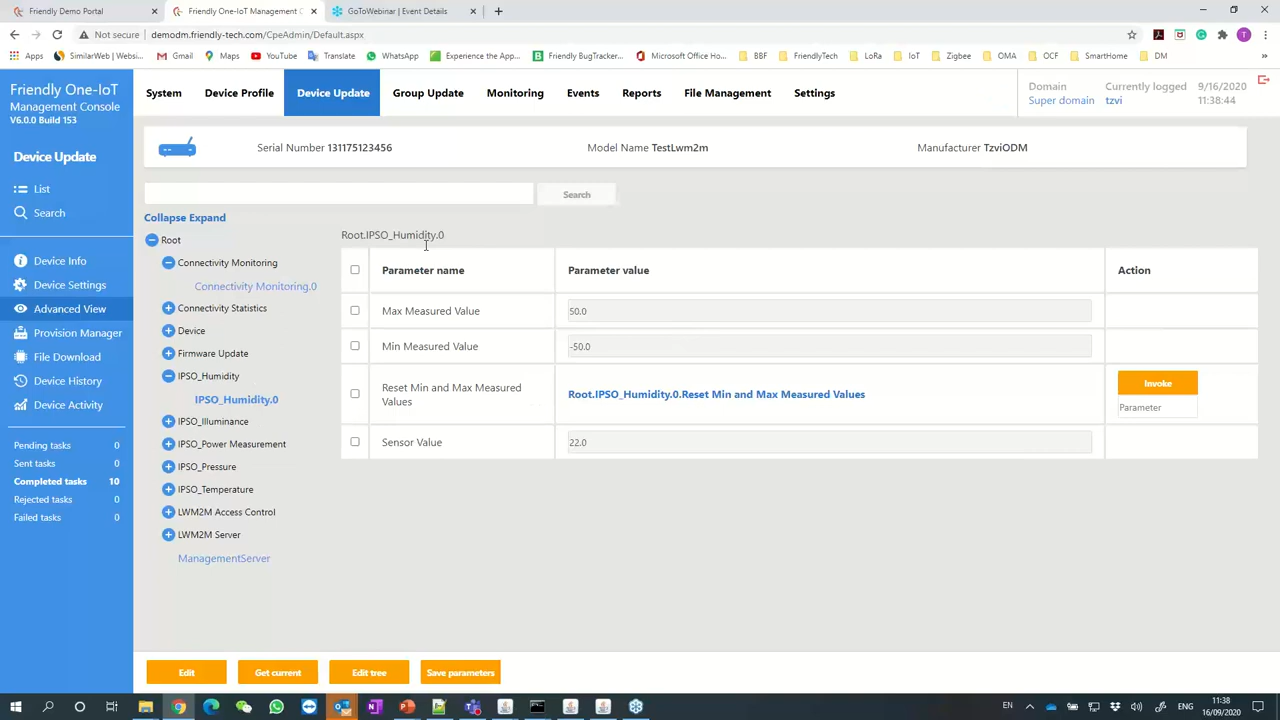 Friendly Demo Portal
Friendly One-IoT Management Co
GoToWebinar | Event Details
Not secure | demodm.friendly-tech.com/CpeAdmin/Default.aspx
Apps
SimilarWeb | Websi...
Gmail
Maps
YouTube
Translate
WhatsApp
Experience the App...
Friendly BugTracker...
Microsoft Office Ho...
BBF
FriendlyTech
LoRa
IoT
Zigbee
OMA
OCF
SmartHome
DM
Friendly One-IoT
Management Console
V6.0.0 Build 153
System
Device Profile
Device Update
Group Update
Monitoring
Events
Reports
File Management
Settings
Domain
Super domain
Currently logged
tzvi
9/16/2020
11:38:44
Device Update
List
Search
Device Info
Device Settings
Advanced View
Provision Manager
File Download
Device History
Device Activity
Pending tasks 0
Sent tasks 0
Completed tasks 10
Rejected tasks 0
Failed tasks 0
Serial Number 131175123456
Model Name TestLwm2m
Manufacturer TzviODM
Search
Collapse Expand
Root
Connectivity Monitoring
Connectivity Monitoring.0
Connectivity Statistics
Device
Firmware Update
IPSO_Humidity
IPSO_Humidity.0
IPSO_Illuminance
IPSO_Power Measurement
IPSO_Pressure
IPSO_Temperature
LWM2M Access Control
LWM2M Server
ManagementServer
Root.IPSO_Humidity.0
Parameter name Parameter value Action
Max Measured Value 50.0
Min Measured Value -50.0
Reset Min and Max Measured
Values
Root.IPSO_Humidity.0.Reset Min and Max Measured Values
Invoke
Parameter
Sensor Value 22.0
Edit
Get current
Edit tree
Save parameters
EN
ENG
11:38
16/09/2020